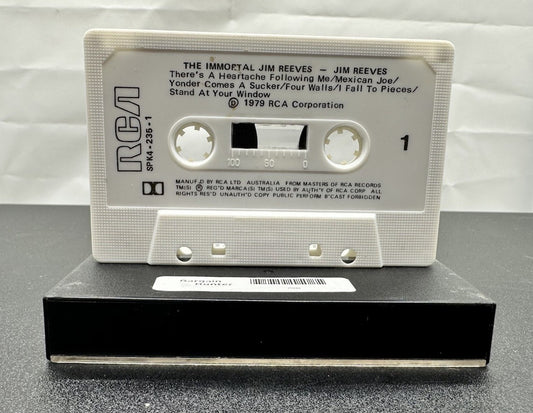 THE IMMORTAL JIM REEVES – JIM REEVES
There's A Heartache Following Me/Mexican Joe/
Yonder Comes A Sucker/Four Walls/I Fall To Pieces/
Stand At Your Window
Ⓟ 1979 RCA Corporation
RCA
SPK4-235-1
1
100 50 0
MANUF.D BY RCA LTD AUSTRALIA FROM MASTERS OF RCA RECORDS
TM(S) ® REG'D MARCA(S) TM(S) USED BY AUTH'Y OF RCA CORP ALL
RIGHTS RES'D UNAUTH'D COPY PUBLIC PERFORM B'CAST FORBIDDEN
Bargain
Hunter